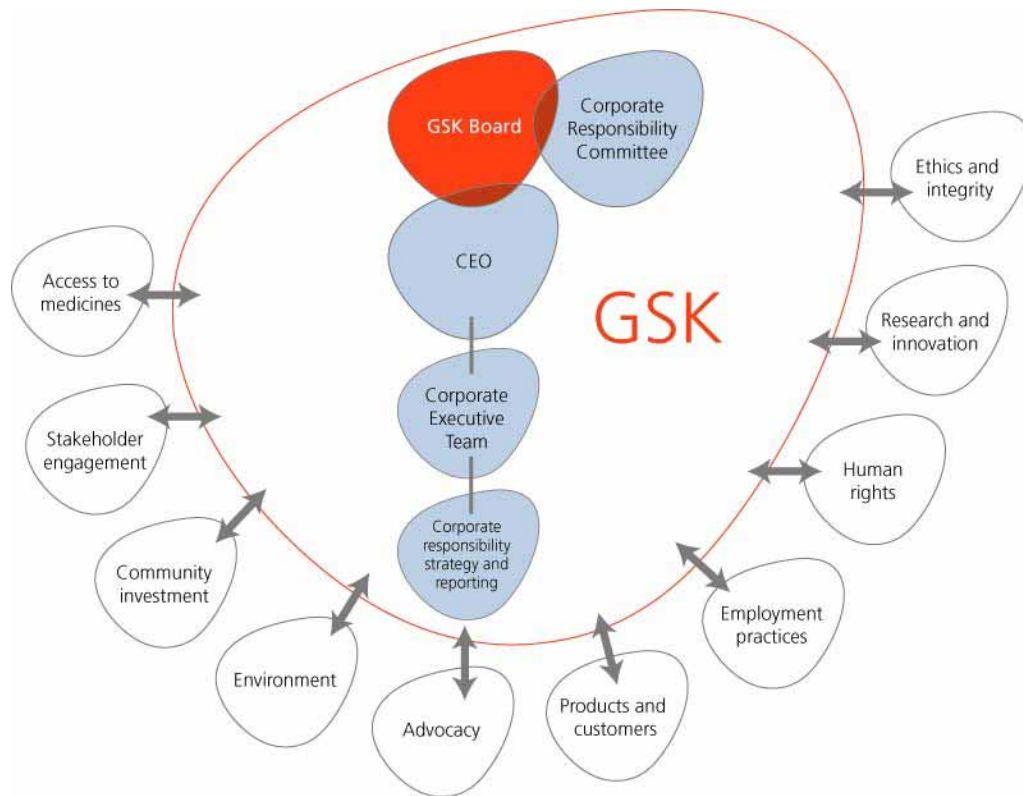 GSK Board
Corporate
Responsibility
Committee
Ethics and
integrity
CEO
Access to
medicines
GSK
Research and
innovation
Corporate
Executive
Team
Stakeholder
engagement
Human
rights
Corporate
responsibility
strategy and
reporting
Community
investment
Employment
practices
Environment
Products and
customers
Advocacy